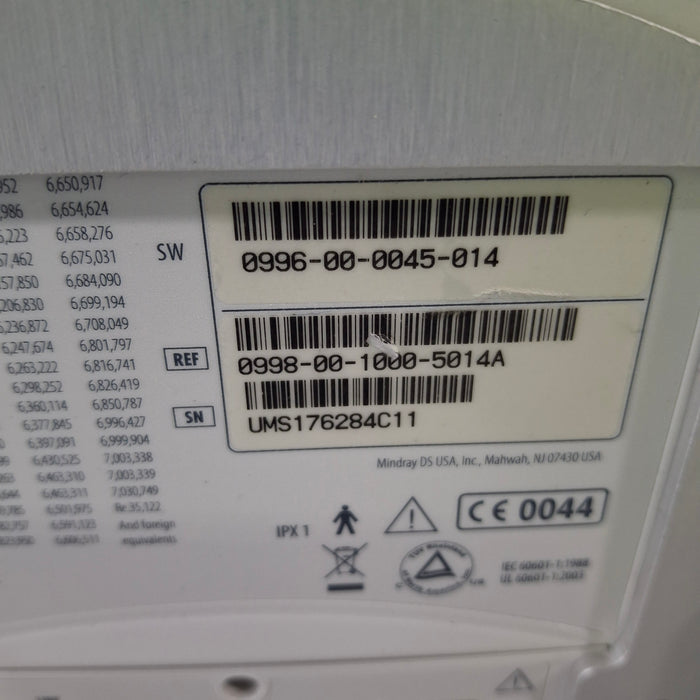 6,650,917
6,654,624
6,658,276
6,675,031
57,850 6,684,090
206,830 6,699,194
6,236,872 6,708,049
6,247,674 6,801,797
6,263,222 6,816,741
6,298,252 6,826,419
6,360,114 6,850,787
6,377,845 6,996,427
6,397,091 6,999,904
6,430,525 7,003,338
6,463,310 7,003,339
6,463,311 7,030,749
6,501,975 Re 35,122
And foreign
equivalents
SW
0996-00-0045-014
REF
0998-00-1000-5014A
SN
UMS176284C11
Mindray DS USA, Inc., Mahwah, NJ 07430 USA
IPX 1
CE 0044
IEC 60601-1:1988
UL 60601-1:2003